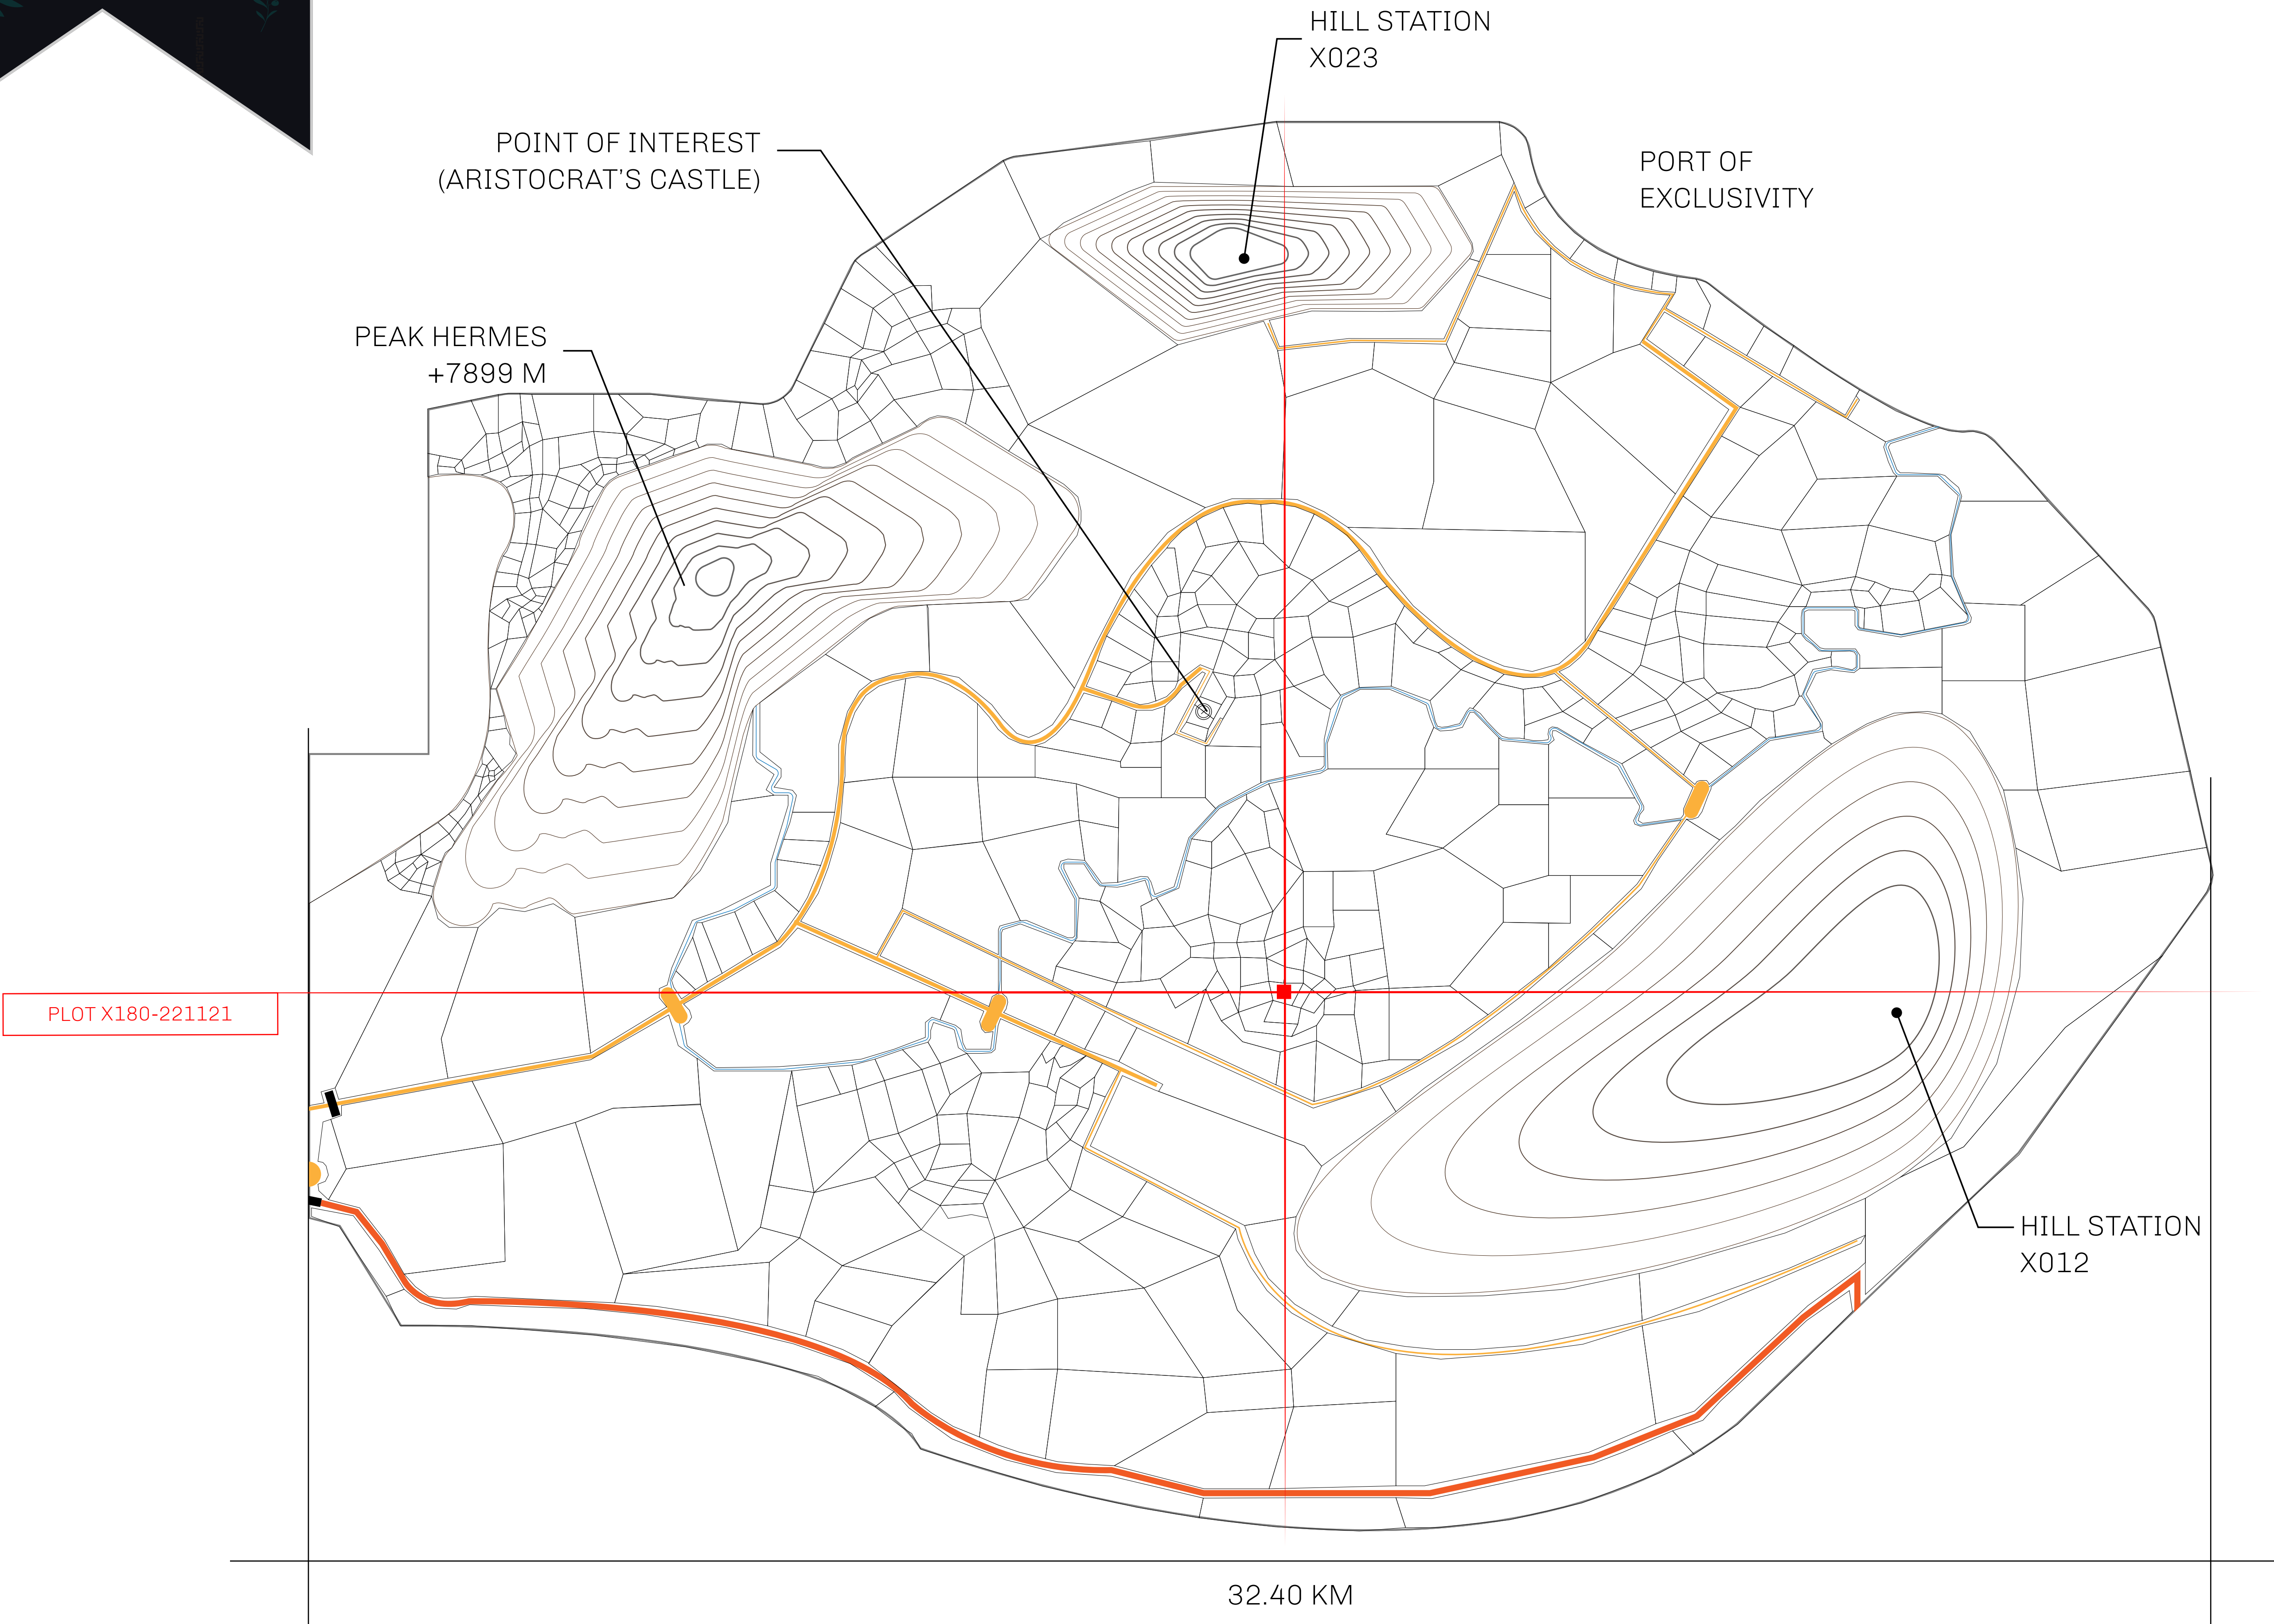 HILL STATION
X023
POINT OF INTEREST
(ARISTOCRAT'S CASTLE)
PORT OF
EXCLUSIVITY
PEAK HERMES
+7899 M
PLOT X180-221121
HILL STATION
X012
32.40 KM